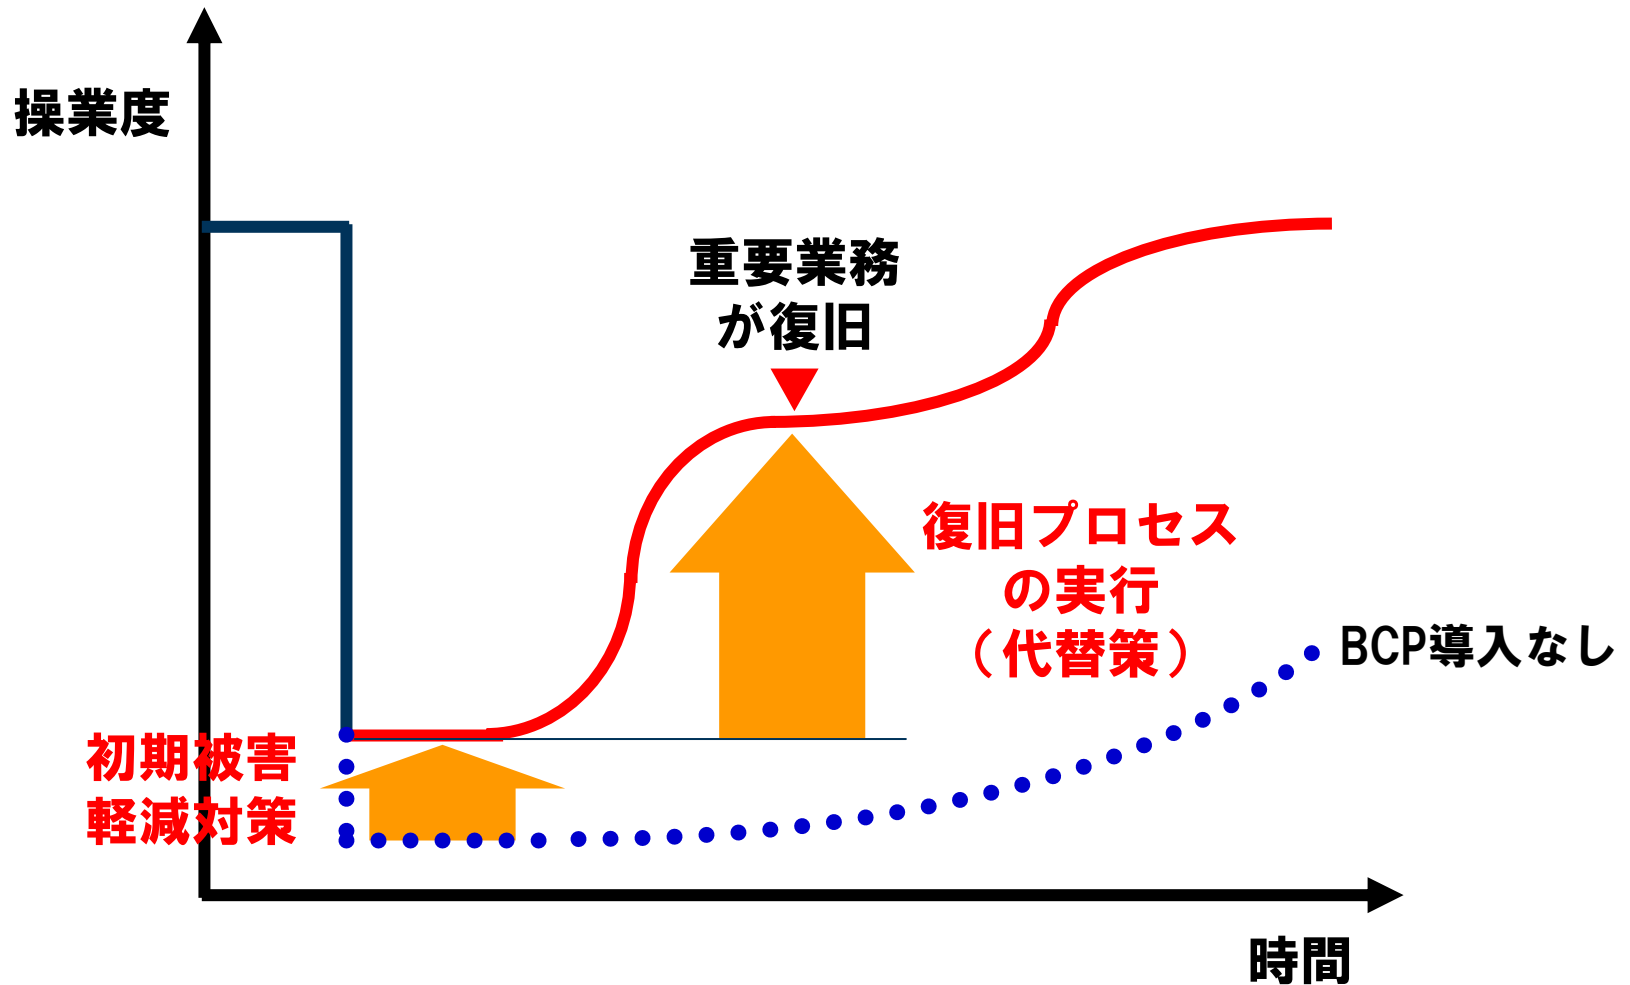 操業度
重要業務
が復旧
復旧プロセス
の実行
（代替策）
BCP導入なし
初期被害
軽減対策
時間